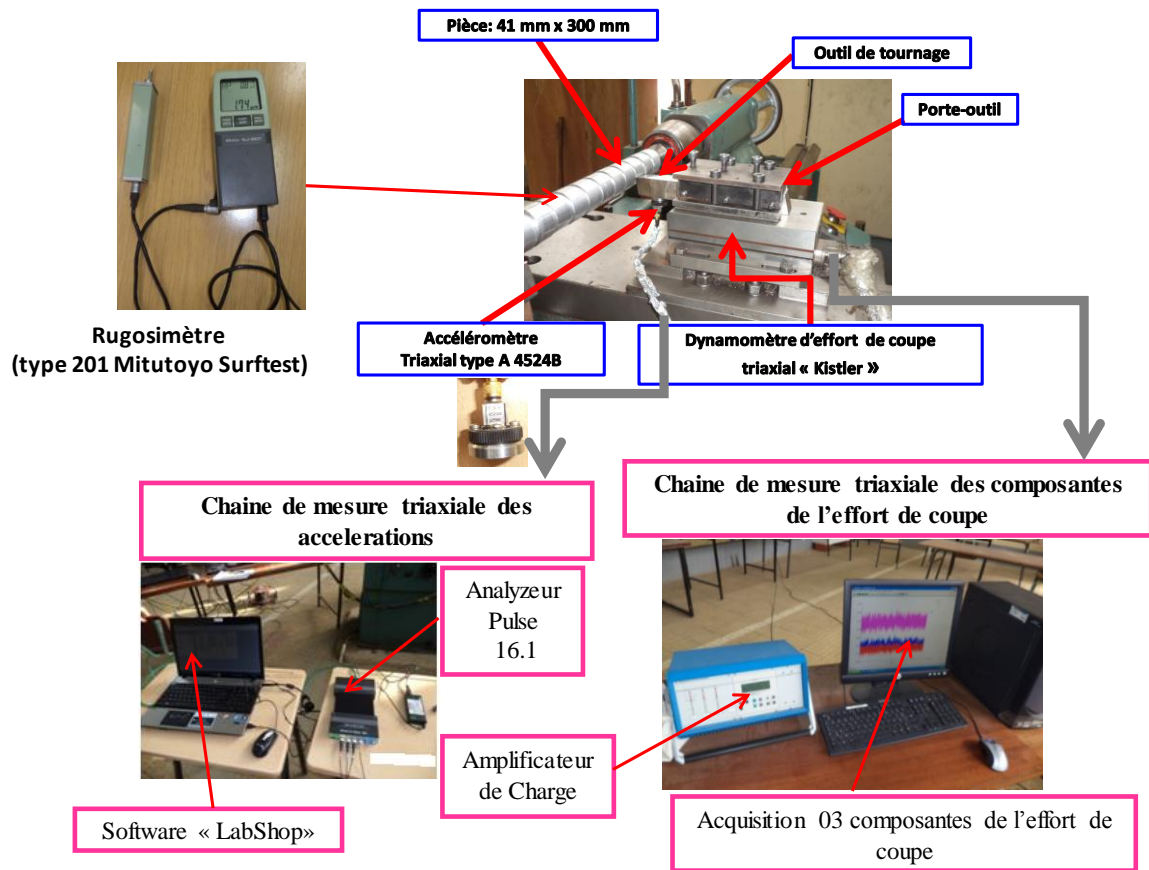 Pièce: 41 mm x 300 mm
Outil de tournage
Porte-outil
Rugosimètre
(type 201 Mitutoyo Surftest)
Accéléromètre
Triaxial type A 4524B
Dynamomètre d'effort de coupe
triaxial « Kistler »
Chaine de mesure triaxiale des
accelerations
Chaine de mesure triaxiale des composantes
de l'effort de coupe
Analyzeur
Pulse
16.1
Amplificateur
de Charge
Software « LabShop»
Acquisition 03 composantes de l'effort de
coupe